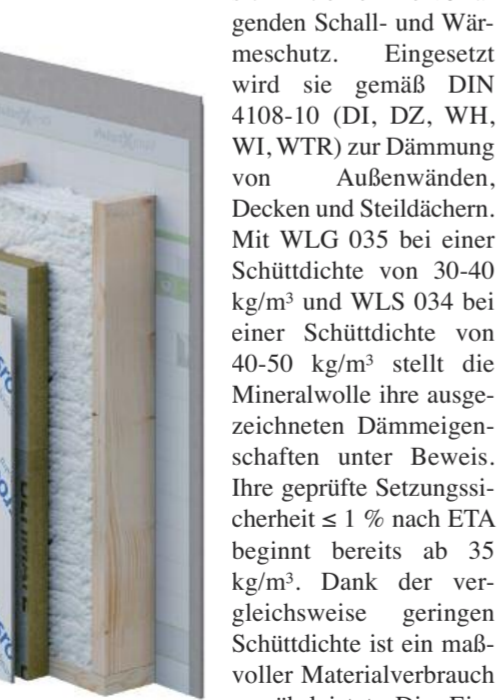 genden Schall- und Wär-
meschutz. Eingesetzt
wird sie gemäß DIN
4108-10 (DI, DZ, WH,
WI, WTR) zur Dämmung
von Außenwänden,
Decken und Steildächern.
Mit WLG 035 bei einer
Schüttdichte von 30-40
kg/m³ und WLS 034 bei
einer Schüttdichte von
40-50 kg/m³ stellt die
Mineralwolle ihre ausge-
zeichneten Dämmeigen-
schaften unter Beweis.
Ihre geprüfte Setzungssi-
cherheit ≤ 1 % nach ETA
beginnt bereits ab 35
kg/m³. Dank der ver-
gleichsweise geringen
Schüttdichte ist ein maß-
voller Materialverbrauch